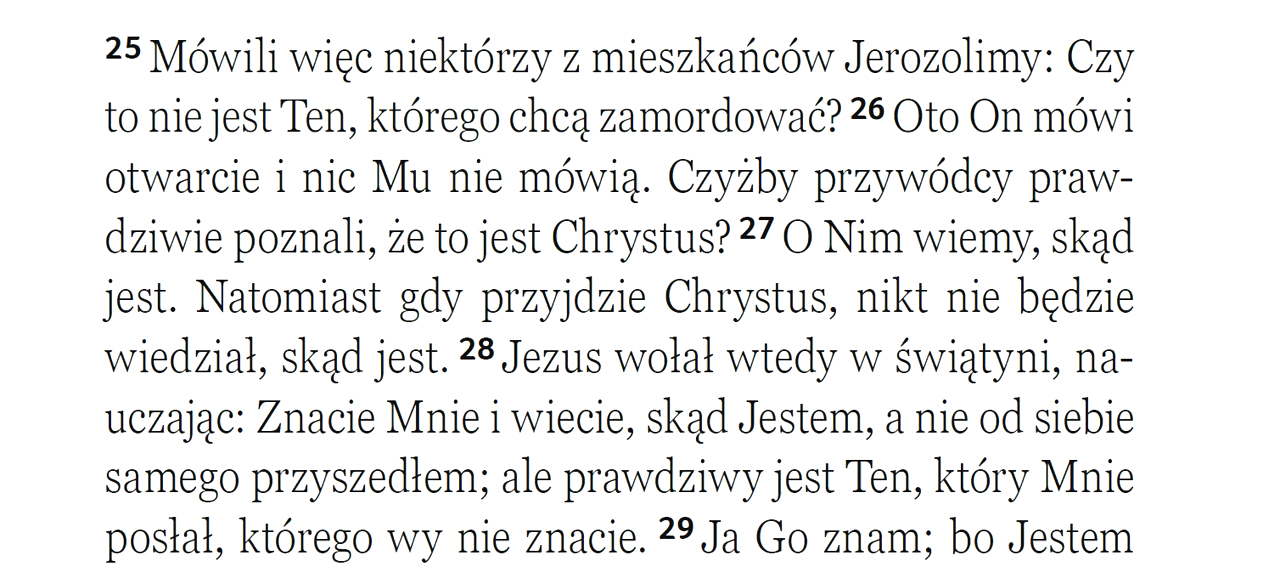 25 Mówili więc niektórzy z mieszkańców Jerozolimy: Czy
to nie jest Ten, którego chcą zamordować? 26 Oto On mówi
otwarcie i nic Mu nie mówią. Czyżby przywódcy praw-
dziwie poznali, że to jest Chrystus? 27 O Nim wiemy, skąd
jest. Natomiast gdy przyjdzie Chrystus, nikt nie będzie
wiedział, skąd jest. 28 Jezus wołał wtedy w świątyni, na-
uczając: Znacie Mnie i wiecie, skąd Jestem, a nie od siebie
samego przyszedłem; ale prawdziwy jest Ten, który Mnie
posłał, którego wy nie znacie. 29 Ja Go znam; bo Jestem